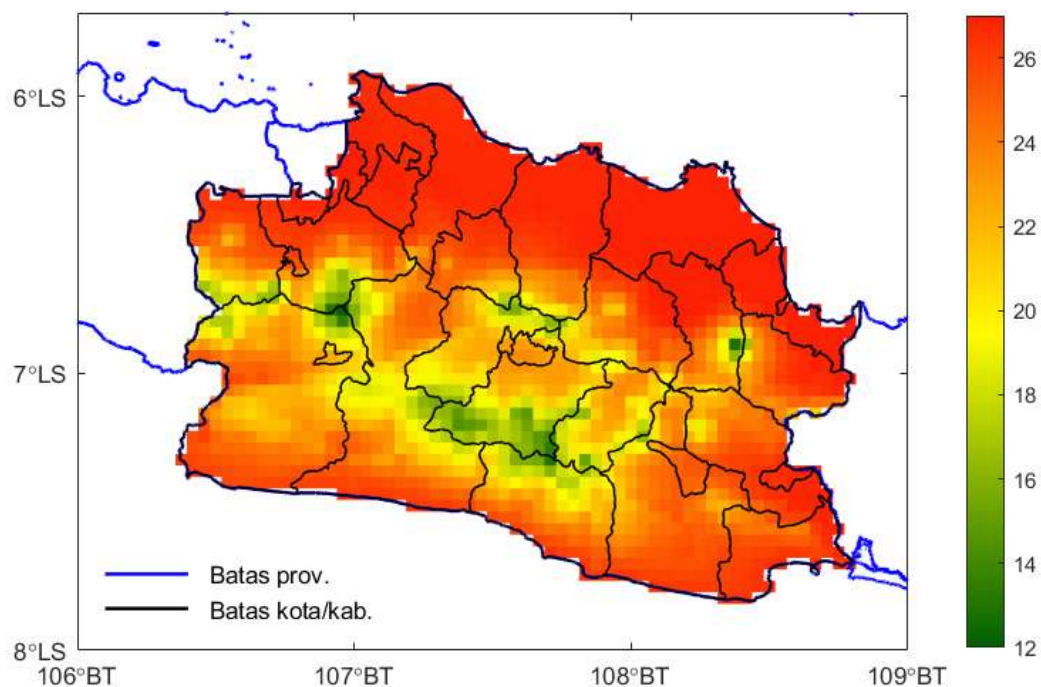 6°LS
7°LS
8°LS
106°BT
107°BT
108°BT
109°BT
Batas prov.
Batas kota/kab.
26
24
22
20
18
16
14
12